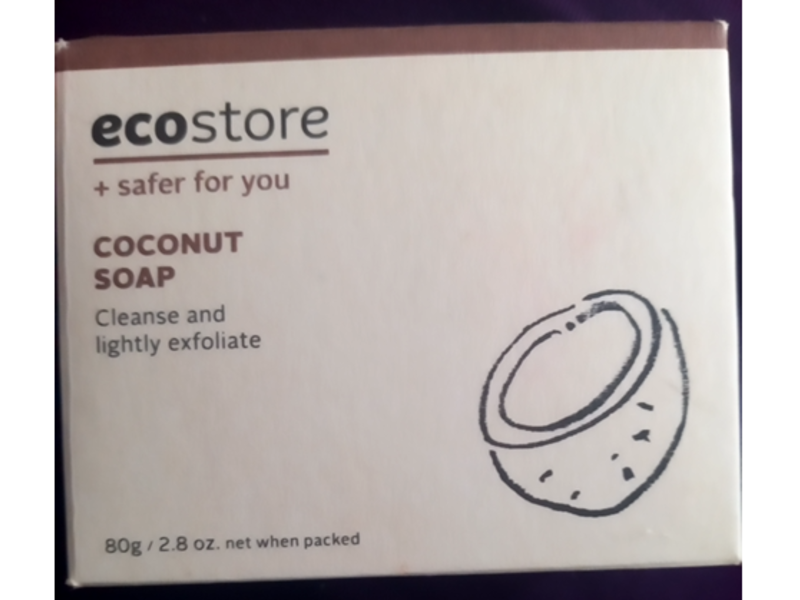 ecostore
+ safer for you
COCONUT
SOAP
Cleanse and
lightly exfoliate
80g / 2.8 oz. net when packed